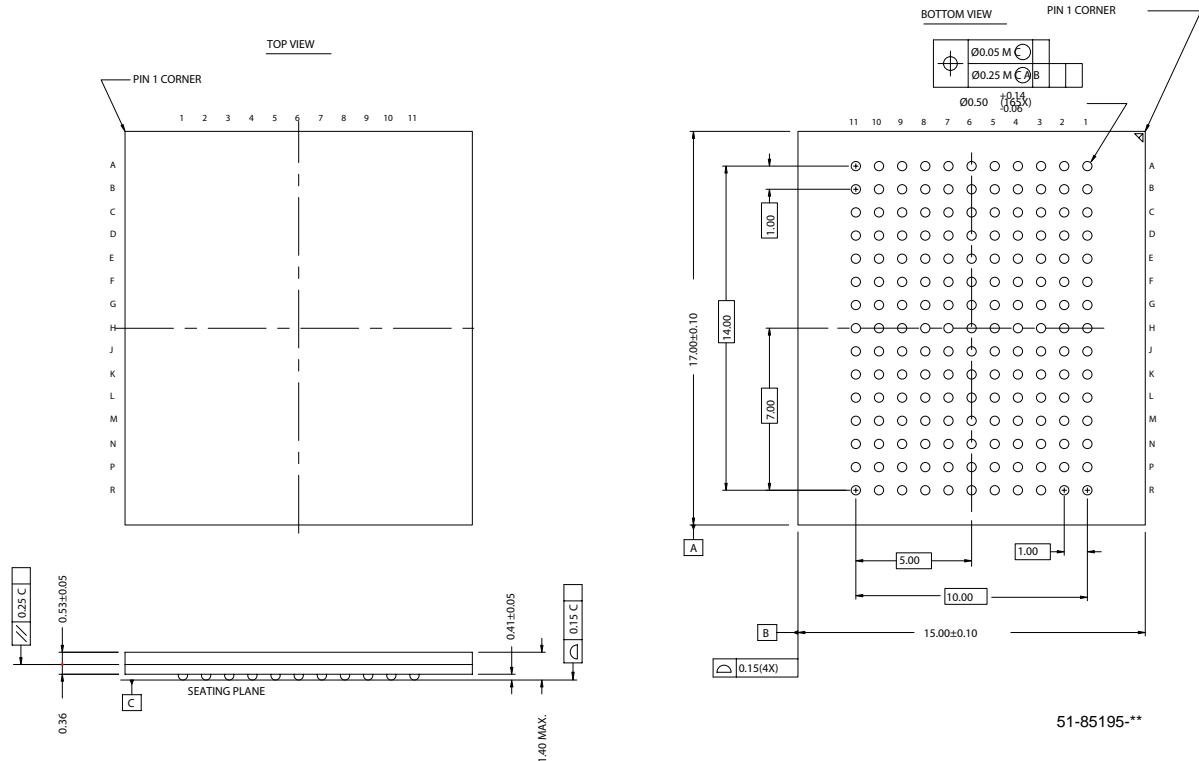 TOP VIEW
PIN 1 CORNER
1 2 3 4 5 6 7 8 9 10 11
A
B
C
D
E
F
G
H
J
K
L
M
N
P
R
BOTTOM VIEW
PIN 1 CORNER
Ø0.05 M C
Ø0.25 M C A B
+0.14
Ø0.50 (165X)
-0.06
11 10 9 8 7 6 5 4 3 2 1
A
B
C
D
E
F
G
H
J
K
L
M
N
P
R
1.00
17.00±0.10
14.00
7.00
A
5.00
1.00
10.00
B
15.00±0.10
0.15(4X)
0.25 C
0.53±0.05
0.36
C
SEATING PLANE
0.41±0.05
1.40 MAX.
0.15 C
51-85195-**